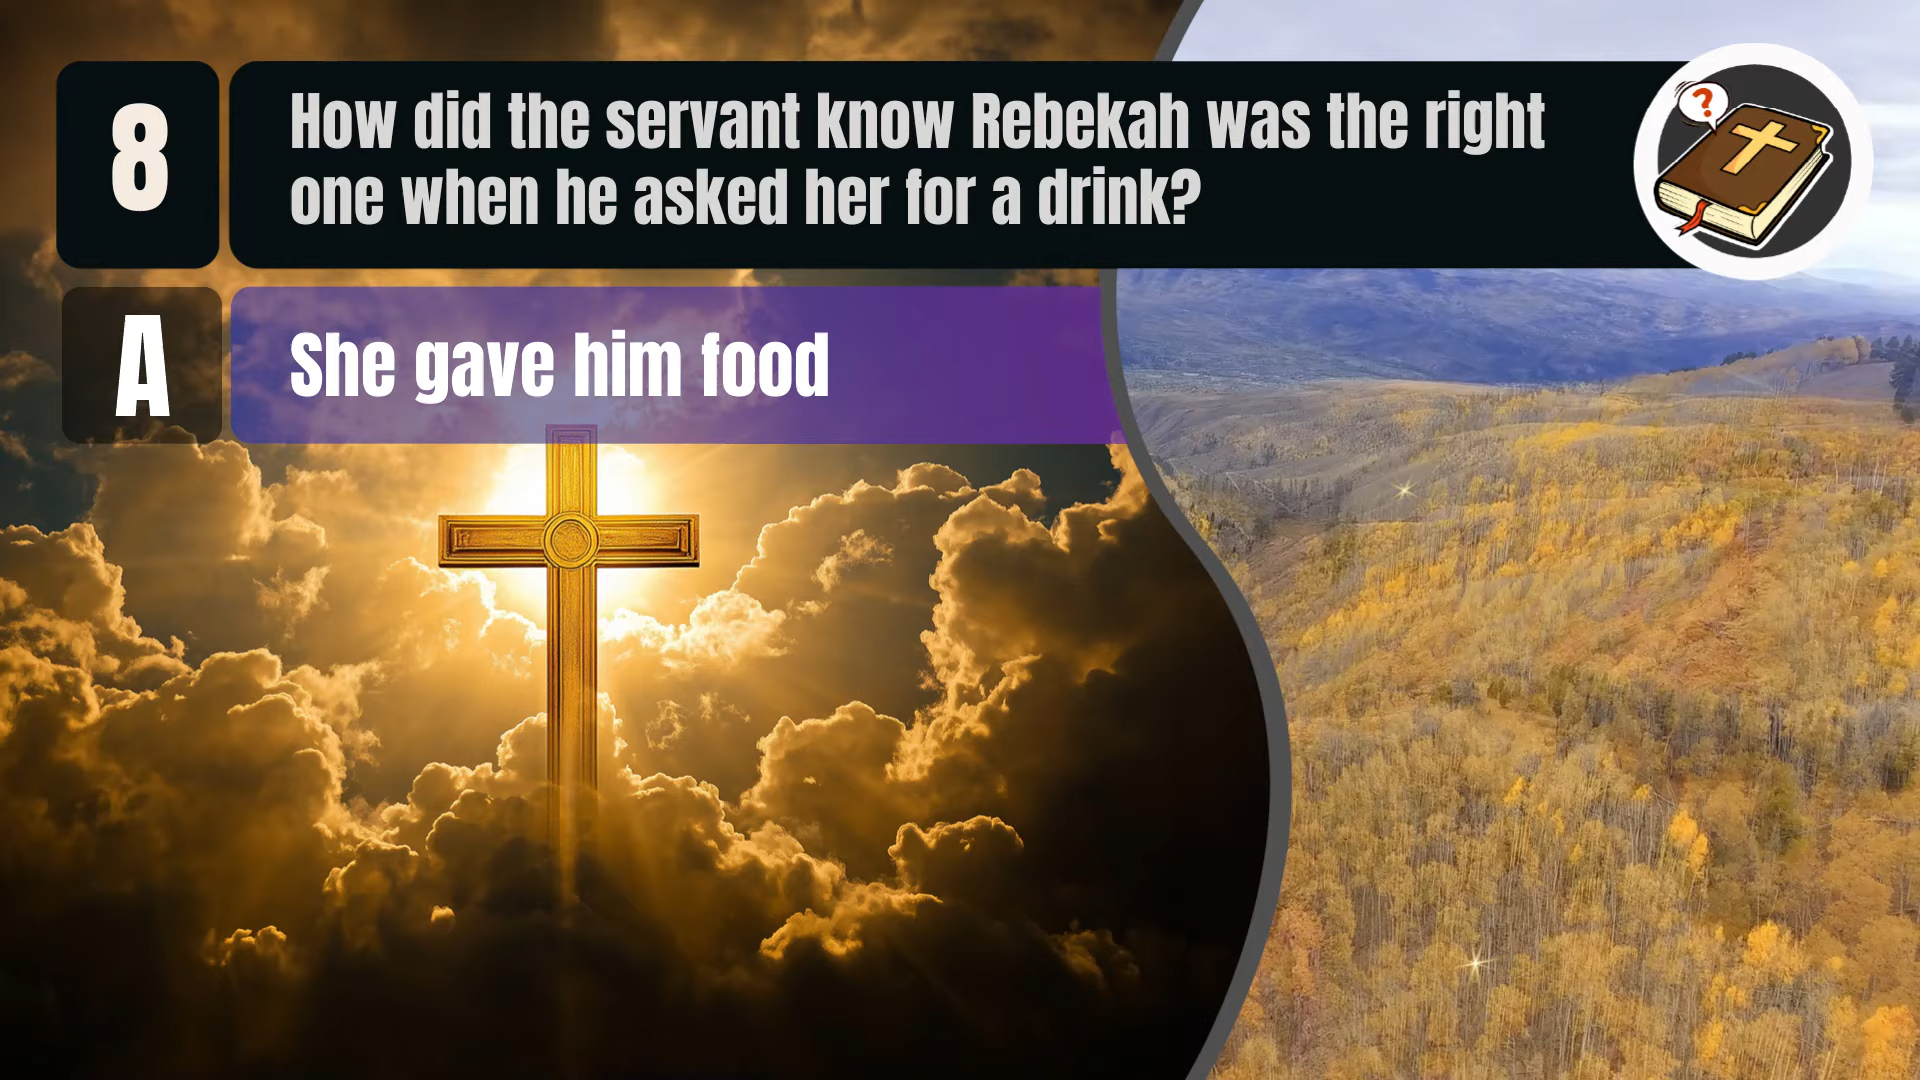 8
How did the servant know Rebekah was the right
one when he asked her for a drink?
?
A
She gave him food